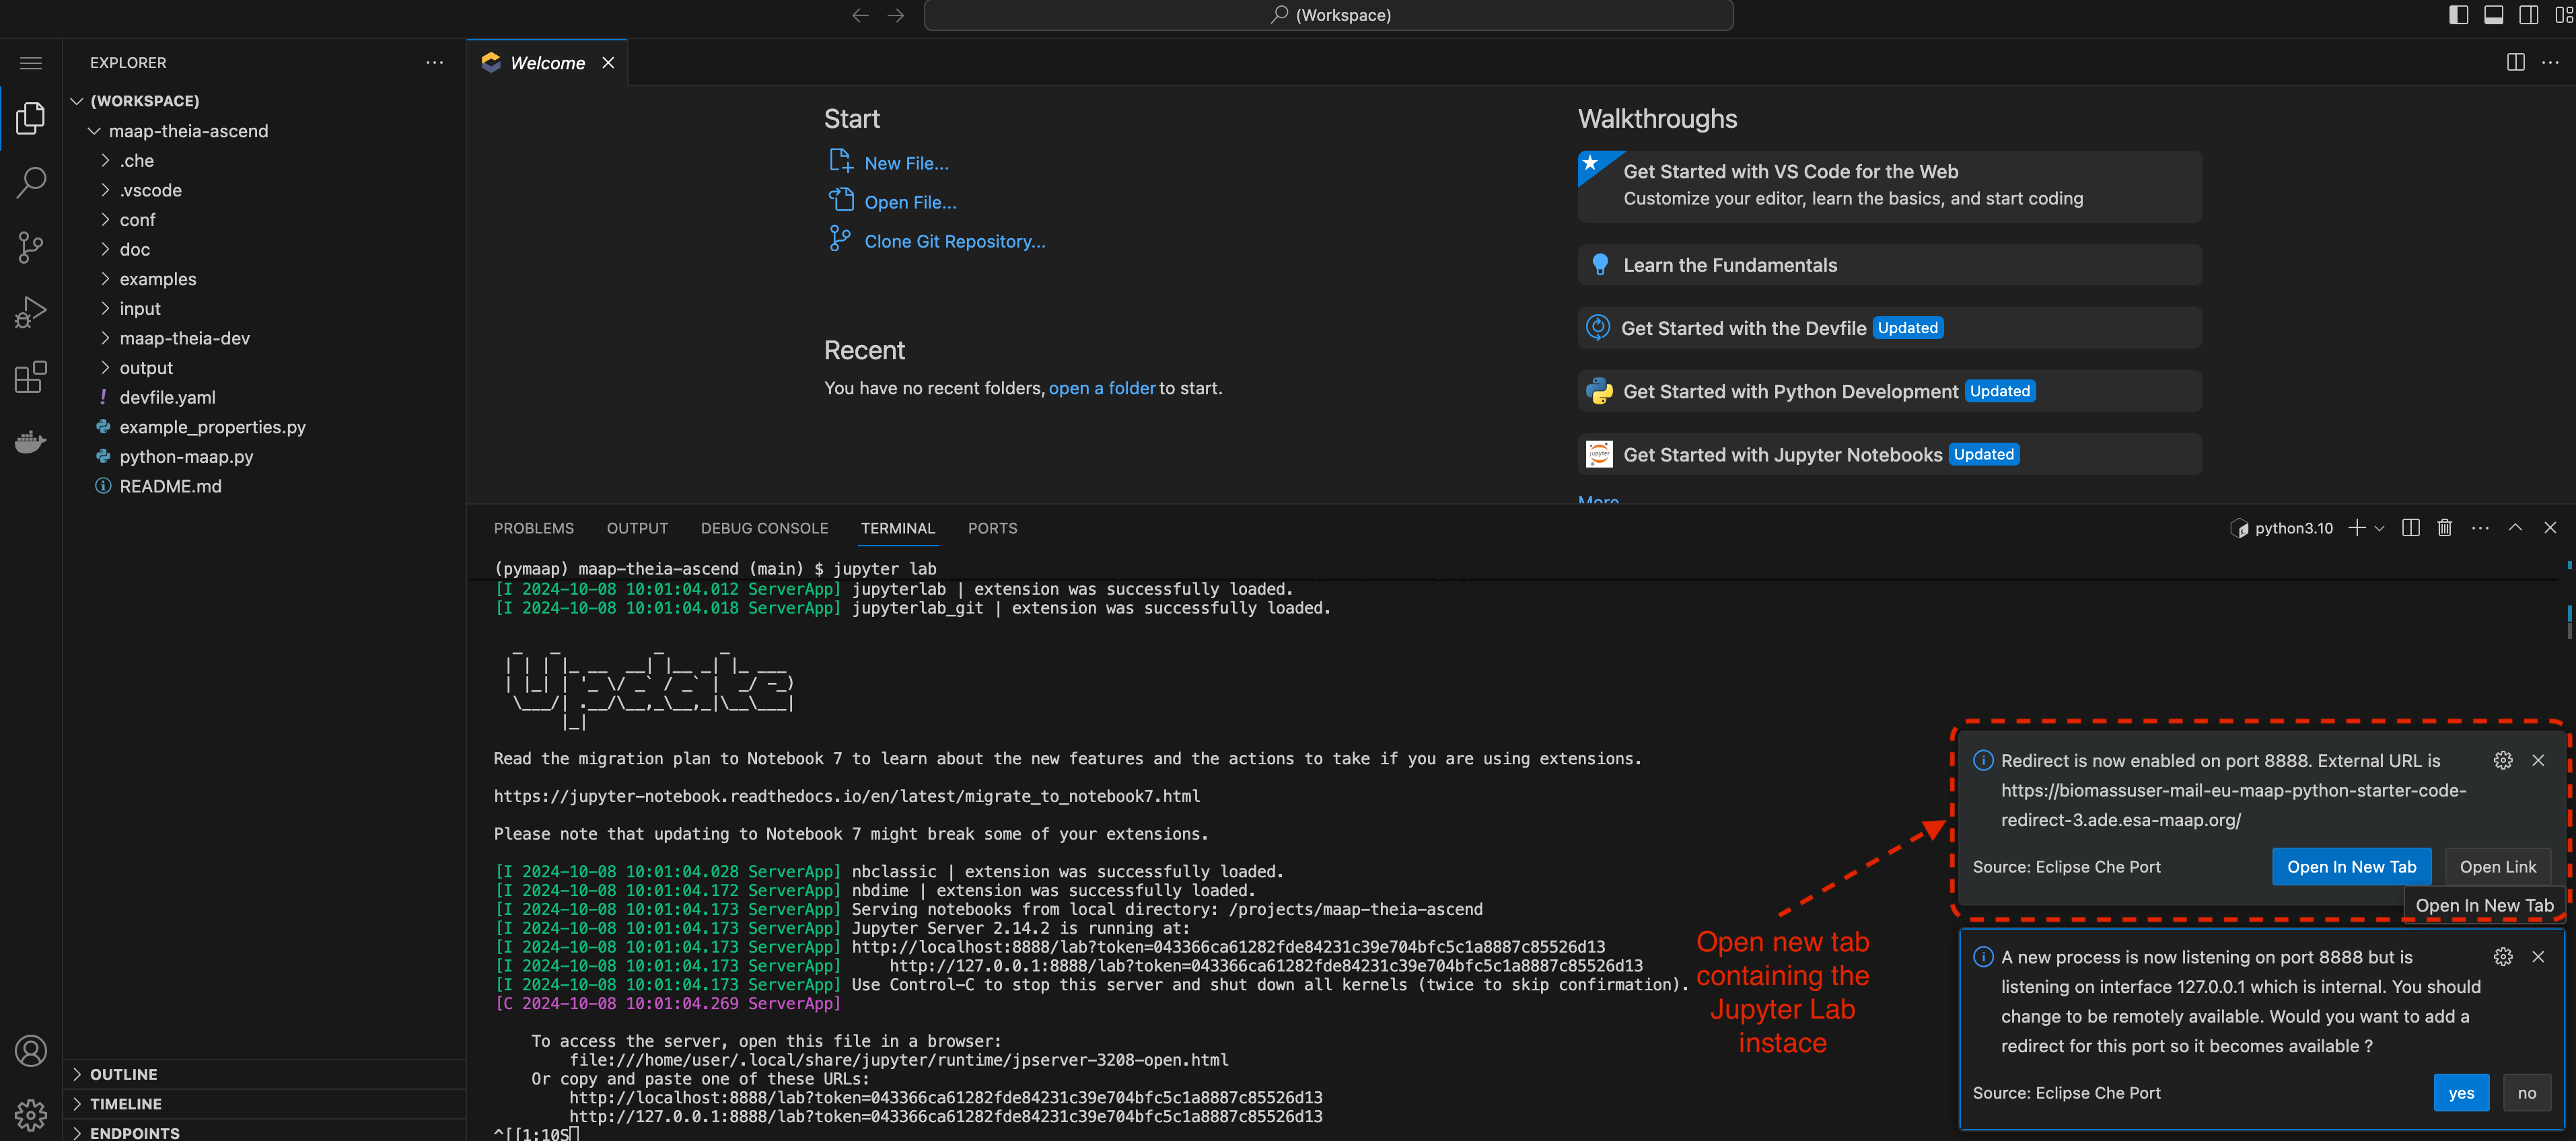 (Workspace)
EXPLORER
(WORKSPACE)
maap-theia-ascend
.che
.vscode
conf
doc
examples
input
maap-theia-dev
output
! devfile.yaml
example_properties.py
python-maap.py
README.md
OUTLINE
TIMELINE
ENDPOINTS
Welcome
Start
New File...
Open File...
Clone Git Repository...
Recent
You have no recent folders, open a folder to start.
Walkthroughs
Get Started with VS Code for the Web
Customize your editor, learn the basics, and start coding
Learn the Fundamentals
Get Started with the Devfile Updated
Get Started with Python Development Updated
jupyter
Get Started with Jupyter Notebooks Updated
More
PROBLEMS OUTPUT DEBUG CONSOLE TERMINAL PORTS
python3.10
(pymaap) maap-theia-ascend (main) $ jupyter lab
[I 2024-10-08 10:01:04.012 ServerApp] jupyterlab | extension was successfully loaded.
[I 2024-10-08 10:01:04.018 ServerApp] jupyterlab_git | extension was successfully loaded.
Update
Read the migration plan to Notebook 7 to learn about the new features and the actions to take if you are using extensions.
https://jupyter-notebook.readthedocs.io/en/latest/migrate_to_notebook7.html
Please note that updating to Notebook 7 might break some of your extensions.
[I 2024-10-08 10:01:04.028 ServerApp] nbclassic | extension was successfully loaded.
[I 2024-10-08 10:01:04.172 ServerApp] nbdime | extension was successfully loaded.
[I 2024-10-08 10:01:04.173 ServerApp] Serving notebooks from local directory: /projects/maap-theia-ascend
[I 2024-10-08 10:01:04.173 ServerApp] Jupyter Server 2.14.2 is running at:
[I 2024-10-08 10:01:04.173 ServerApp] http://localhost:8888/lab?token=043366ca61282fde84231c39e704bfc5c1a8887c85526d13
[I 2024-10-08 10:01:04.173 ServerApp]     http://127.0.0.1:8888/lab?token=043366ca61282fde84231c39e704bfc5c1a8887c85526d13
[I 2024-10-08 10:01:04.173 ServerApp] Use Control-C to stop this server and shut down all kernels (twice to skip confirmation).
[C 2024-10-08 10:01:04.269 ServerApp]
To access the server, open this file in a browser:
file:///home/user/.local/share/jupyter/runtime/jpserver-3208-open.html
Or copy and paste one of these URLs:
http://localhost:8888/lab?token=043366ca61282fde84231c39e704bfc5c1a8887c85526d13
http://127.0.0.1:8888/lab?token=043366ca61282fde84231c39e704bfc5c1a8887c85526d13
^[[1;10S
Open new tab
containing the
Jupyter Lab
instace
Redirect is now enabled on port 8888. External URL is
https://biomassuser-mail-eu-maap-python-starter-code-
redirect-3.ade.esa-maap.org/
Source: Eclipse Che Port
Open In New Tab
Open Link
Open In New Tab
A new process is now listening on port 8888 but is
listening on interface 127.0.0.1 which is internal. You should
change to be remotely available. Would you want to add a
redirect for this port so it becomes available ?
Source: Eclipse Che Port
yes
no